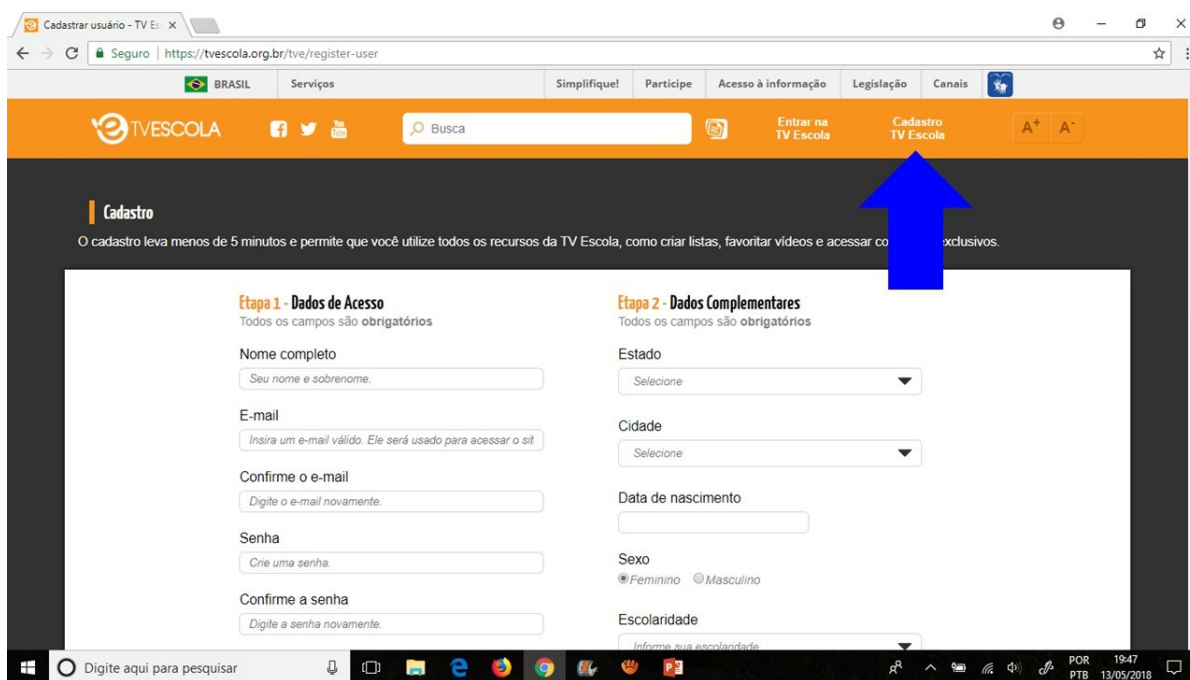 Cadastrar usuário - TV Es
Seguro | https://tvescola.org.br/tve/register-user
BRASIL Serviços Simplifique! Participe Acesso à informação Legislação Canais
TVESCOLA Busca Entrar na TV Escola Cadastro TV Escola A+ A-
Cadastro
O cadastro leva menos de 5 minutos e permite que você utilize todos os recursos da TV Escola, como criar listas, favoritar vídeos e acessar exclusivos.
Etapa 1 - Dados de Acesso
Todos os campos são obrigatórios
Nome completo
Seu nome e sobrenome.
E-mail
Insira um e-mail válido. Ele será usado para acessar o sit
Confirme o e-mail
Digite o e-mail novamente.
Senha
Crie uma senha.
Confirme a senha
Digite a senha novamente.
Etapa 2 - Dados Complementares
Todos os campos são obrigatórios
Estado
Selecione
Cidade
Selecione
Data de nascimento
Sexo
Feminino Masculino
Escolaridade
Informe sua escolaridade
Digite aqui para pesquisar
POR 19:47
PTB 13/05/2018